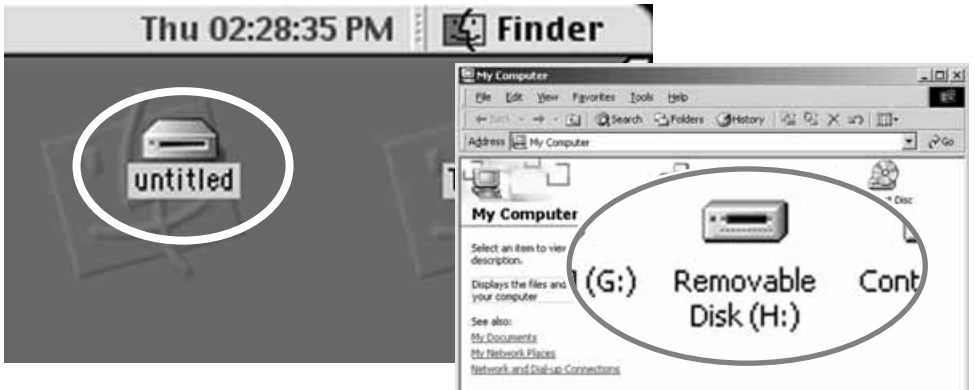 Thu 02:28:35 PM Finder
untitled
My Computer
File Edit View Favorites Tools Help
Back Search Folders History
Address My Computer Go
My Computer
Select an item to view
description.
Displays the files and
your computer
See also:
My Documents
My Network Places
Network and Dial-up Connections
(G:) Removable Cont
Disk (H:)
Disc